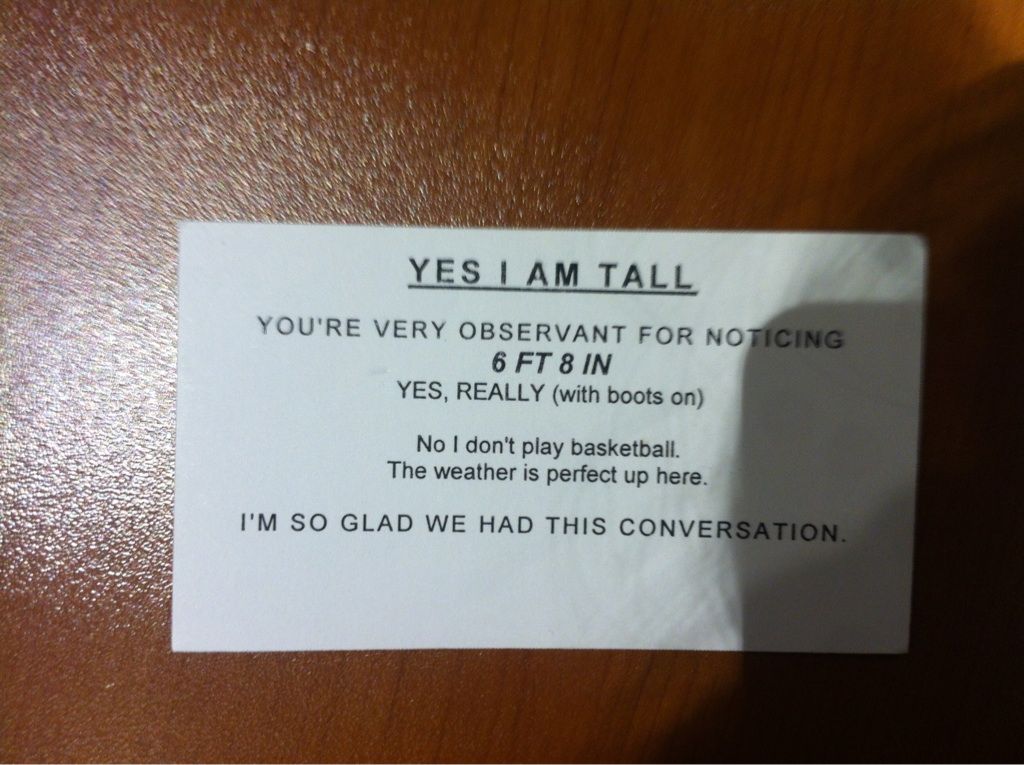 YES I AM TALL
YOU'RE VERY OBSERVANT FOR NOTICING
6 FT 8 IN
YES, REALLY (with boots on)
No I don't play basketball.
The weather is perfect up here.
I'M SO GLAD WE HAD THIS CONVERSATION.